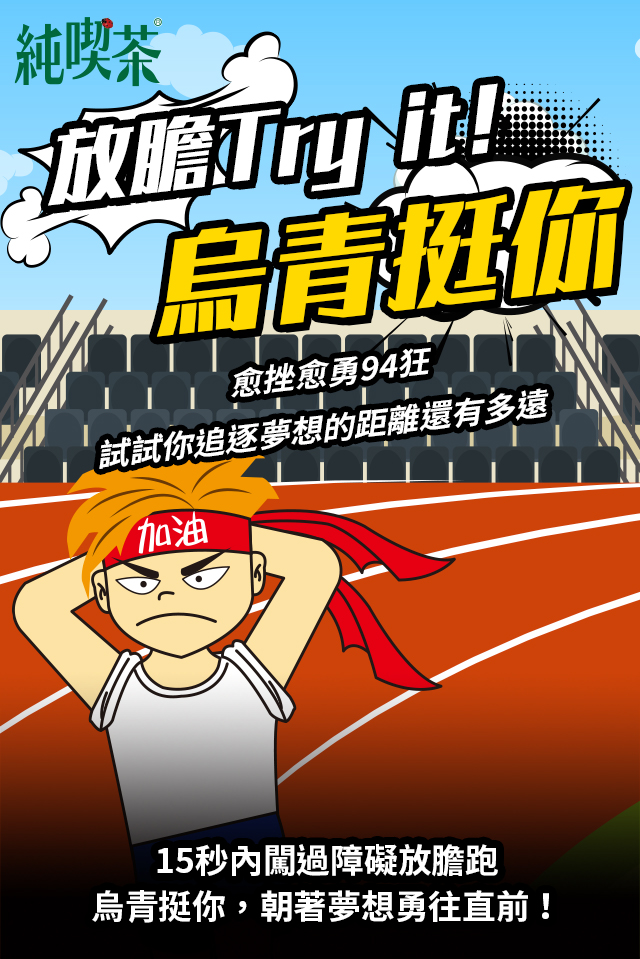 純喫茶
放膽Try it!
烏青挺你
愈挫愈勇94狂
試試你追逐夢想的距離還有多遠
加油
15秒內闖過障礙放膽跑
烏青挺你，朝著夢想勇往直前！